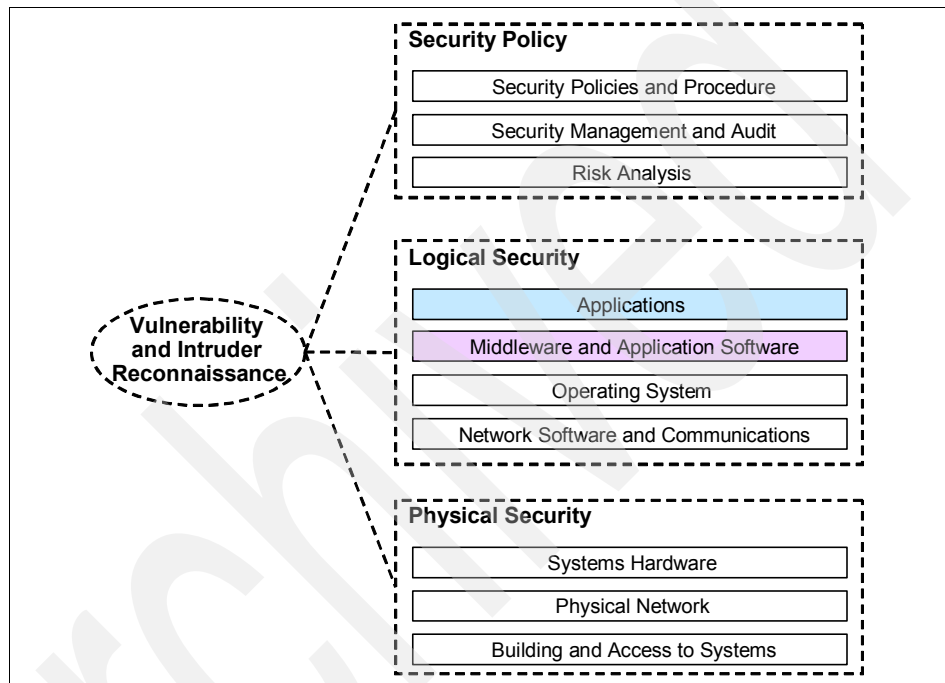 Security Policy
Security Policies and Procedure
Security Management and Audit
Risk Analysis
Logical Security
Applications
Middleware and Application Software
Operating System
Network Software and Communications
Vulnerability
and Intruder
Reconnaissance
Physical Security
Systems Hardware
Physical Network
Building and Access to Systems
rchived